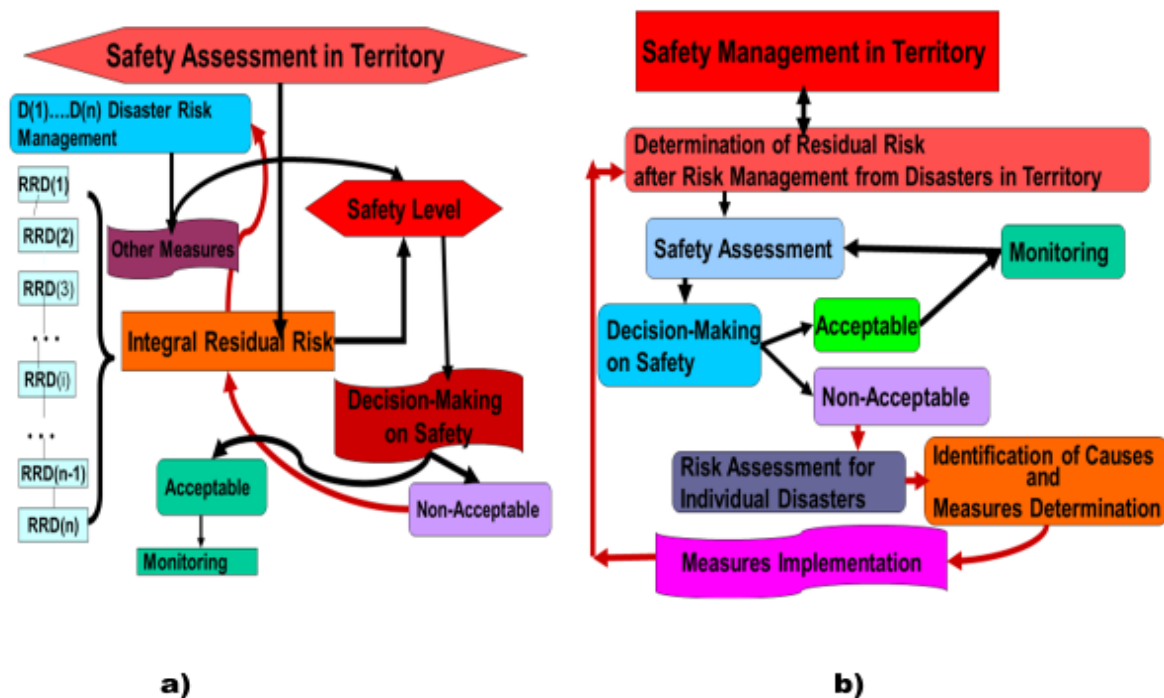 Safety Assessment in Territory
D(1)....D(n) Disaster Risk
Management
RRD(1)
RRD(2)
RRD(3)
...
RRD(i)
...
RRD(n-1)
RRD(n)
Other Measures
Safety Level
Integral Residual Risk
Decision-Making
on Safety
Acceptable
Non-Acceptable
Monitoring
a)
Safety Management in Territory
Determination of Residual Risk
after Risk Management from Disasters in Territory
Safety Assessment
Monitoring
Decision-Making
on Safety
Acceptable
Non-Acceptable
Risk Assessment for
Individual Disasters
Identification of Causes
and
Measures Determination
Measures Implementation
b)